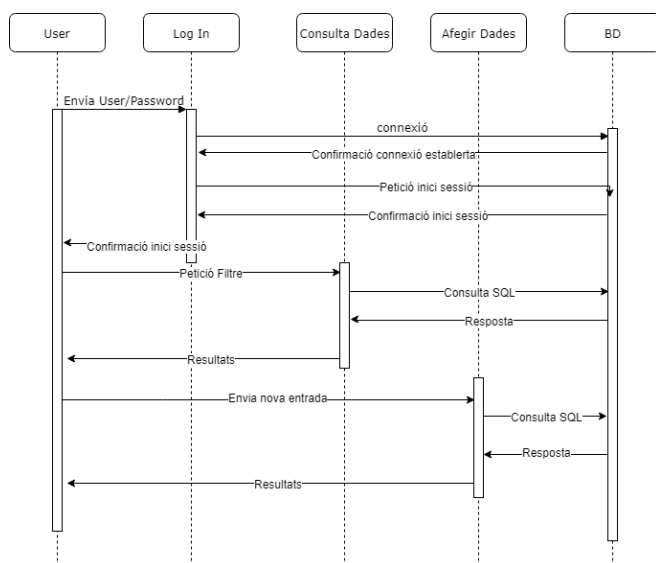 User
Log In
Consulta Dades
Afegir Dades
BD
Envia User/Password
connexió
Confirmació connexió establerta
Petició inici sessió
Confirmació inici sessió
Confirmació inici sessió
Petició Filtre
Consulta SQL
Resposta
Resultats
Envia nova entrada
Consulta SQL
Resposta
Resultats